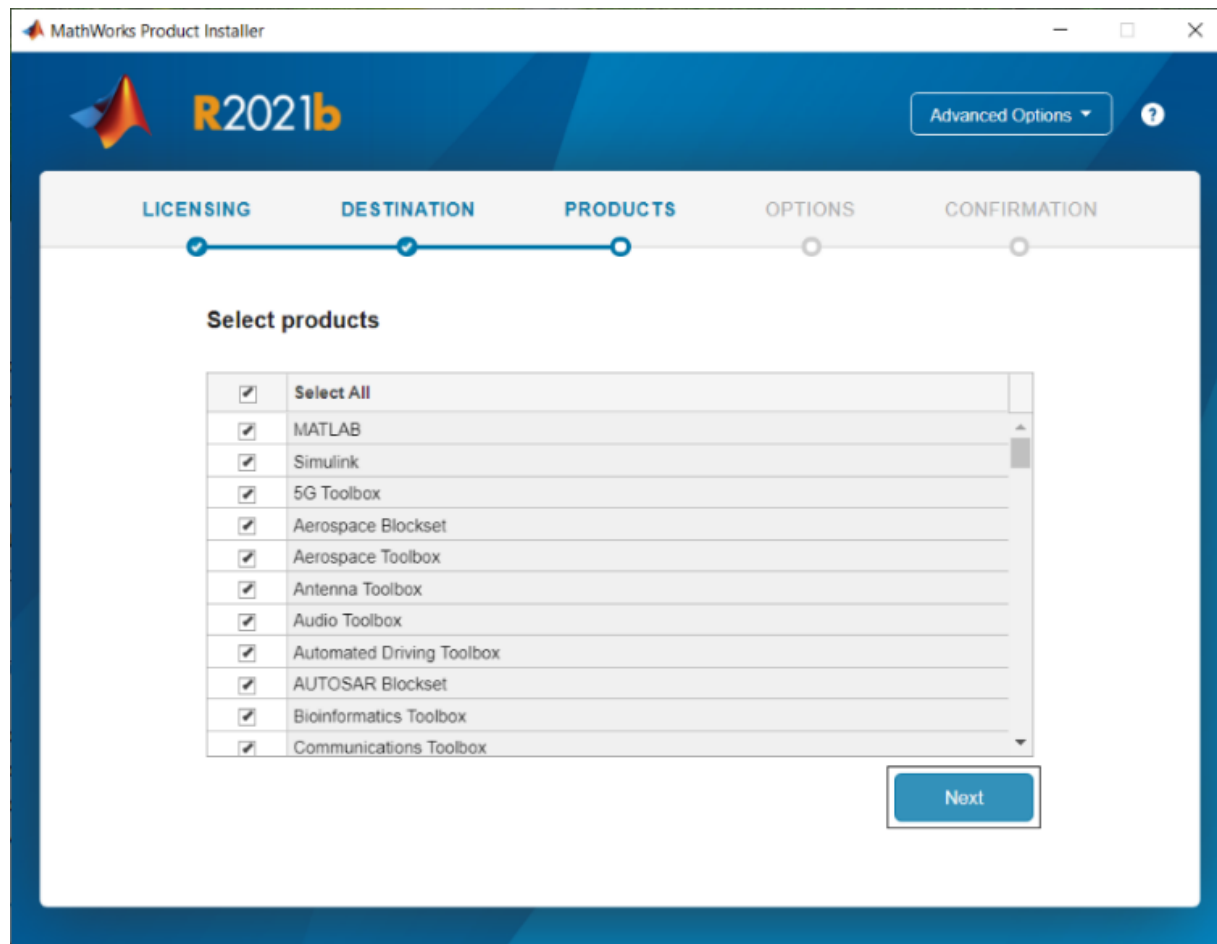 MathWorks Product Installer
R2021b
Advanced Options
?
LICENSING DESTINATION PRODUCTS OPTIONS CONFIRMATION
Select products
Select All
MATLAB
Simulink
5G Toolbox
Aerospace Blockset
Aerospace Toolbox
Antenna Toolbox
Audio Toolbox
Automated Driving Toolbox
AUTOSAR Blockset
Bioinformatics Toolbox
Communications Toolbox
Next